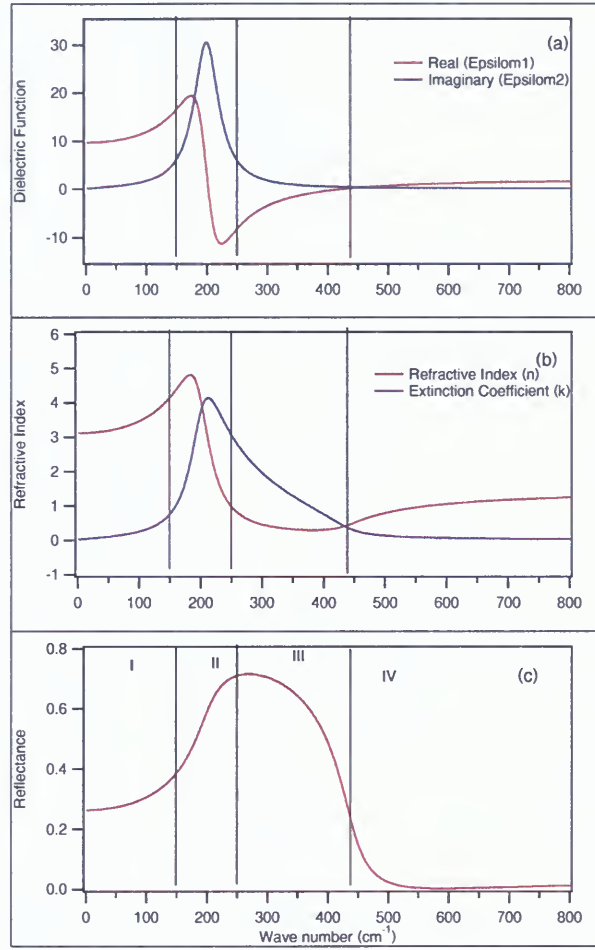 (a)
Real (Epsilom1)
Imaginary (Epsilom2)
Dielectric Function
30
20
10
0
-10
0 100 200 300 400 500 600 700 800
(b)
Refractive Index (n)
Extinction Coefficient (k)
Refractive Index
6
5
4
3
2
1
0
-1
0 100 200 300 400 500 600 700 800
I II III IV (c)
Reflectance
0.8
0.6
0.4
0.2
0.0
0 100 200 300 400 500 600 700 800
Wave number (cm⁻¹)